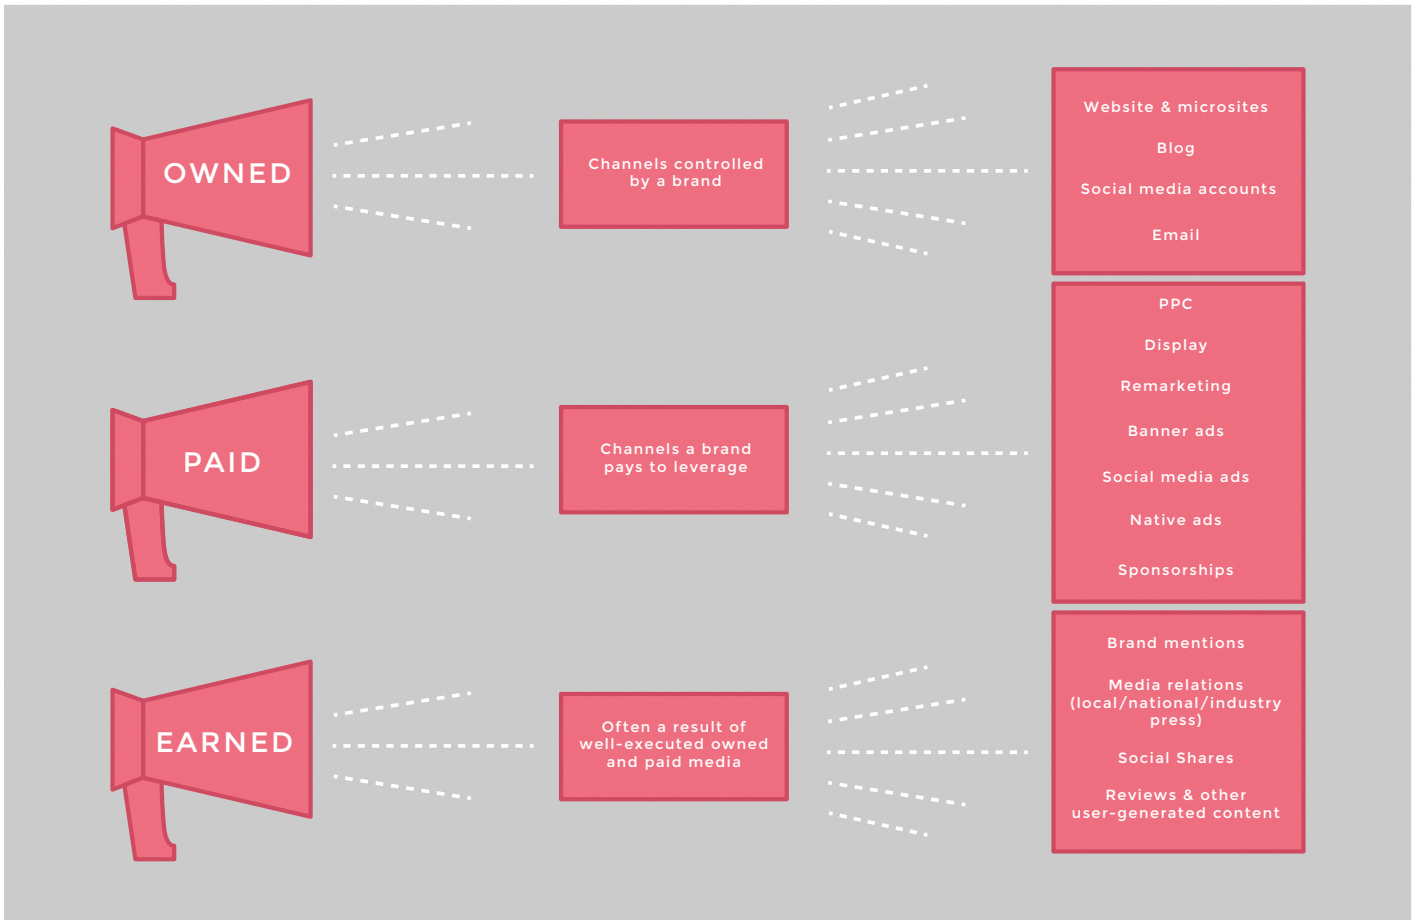 OWNED
Channels controlled
by a brand
Website & microsites
Blog
Social media accounts
Email
PAID
Channels a brand
pays to leverage
PPC
Display
Remarketing
Banner ads
Social media ads
Native ads
Sponsorships
EARNED
Often a result of
well-executed owned
and paid media
Brand mentions
Media relations
(local/national/industry
press)
Social Shares
Reviews & other
user-generated content